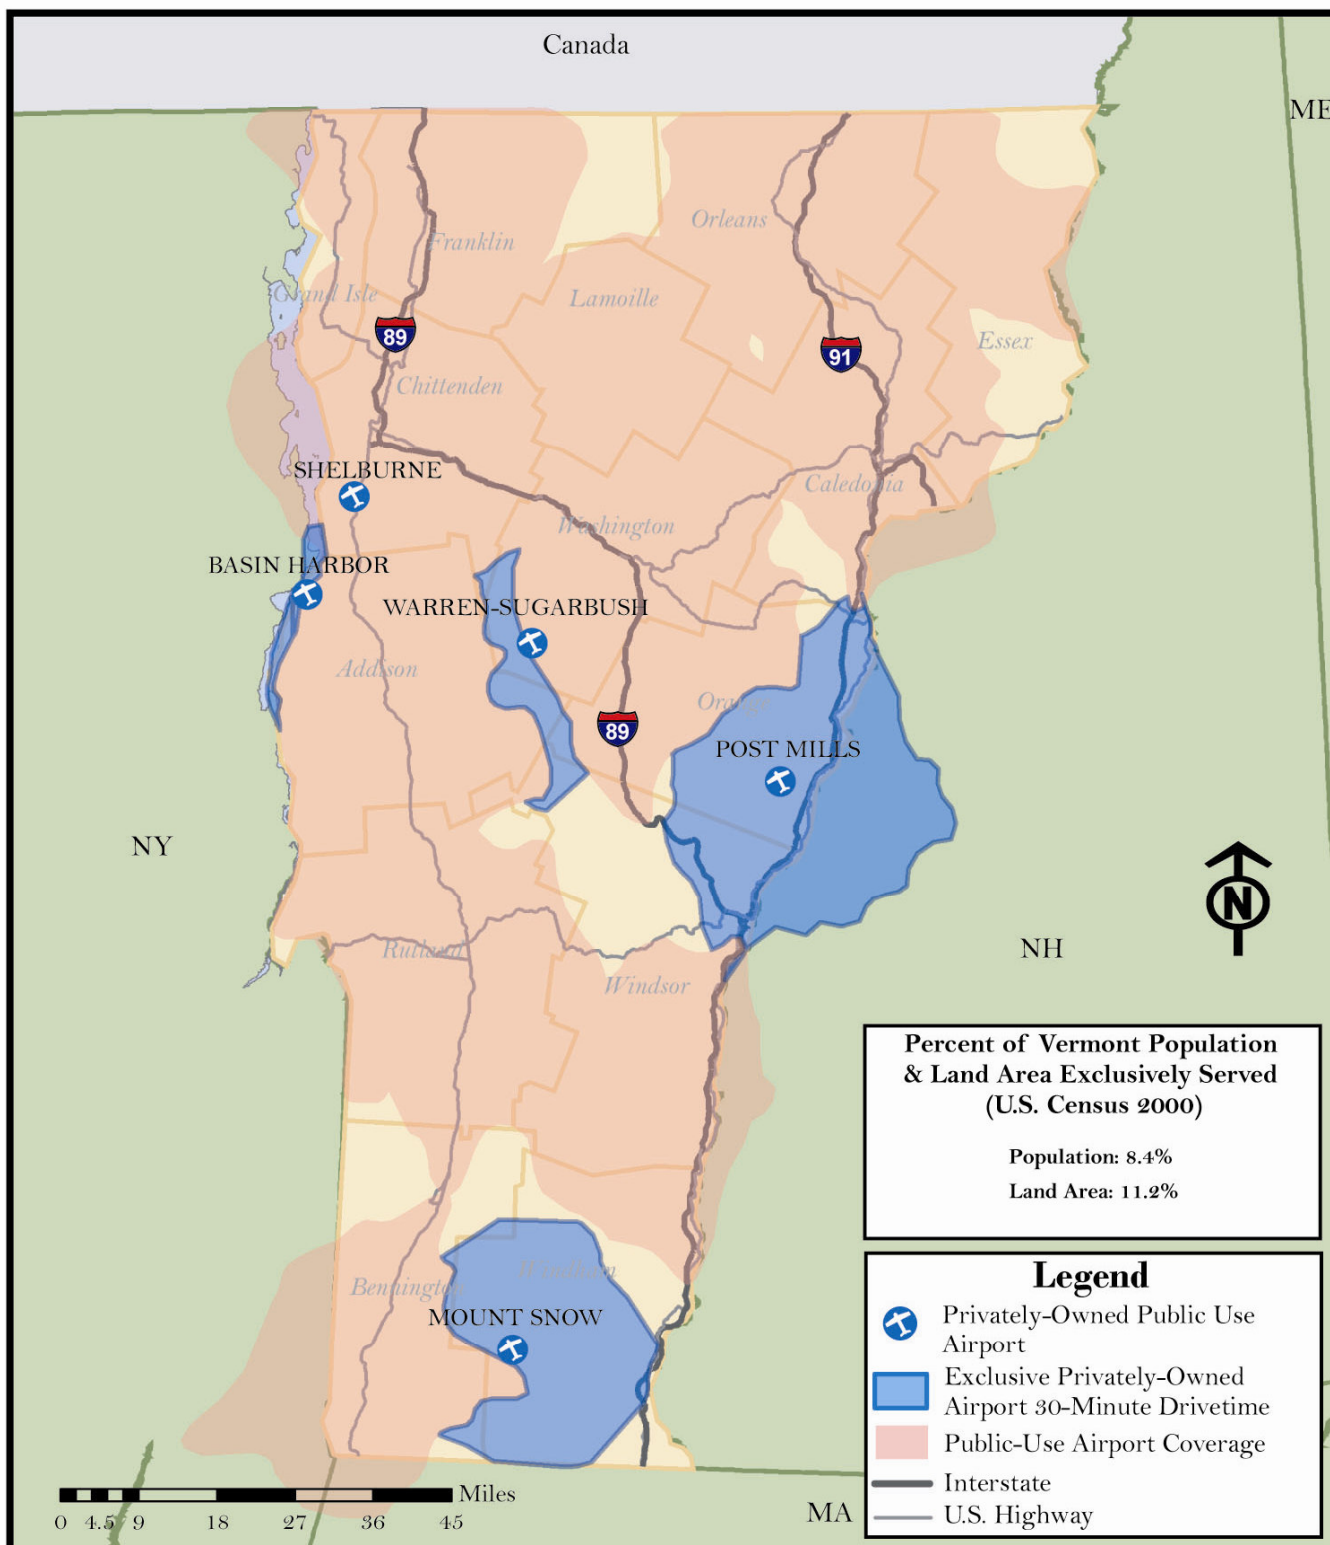 Canada
ME
Orleans
Franklin
Lamoille
Grand Isle
89
Essex
91
Chittenden
SHELBURNE
Caledonia
Washington
BASIN HARBOR
WARREN-SUGARBUSH
Addison
Orange
89
POST MILLS
NY
N
Rutland
NH
Windsor
Percent of Vermont Population
& Land Area Exclusively Served
(U.S. Census 2000)
Population: 8.4%
Land Area: 11.2%
Windham
Bennington
MOUNT SNOW
Legend
Privately-Owned Public Use
Airport
Exclusive Privately-Owned
Airport 30-Minute Drivetime
Public-Use Airport Coverage
Interstate
U.S. Highway
Miles
0 4.5 9 18 27 36 45
MA